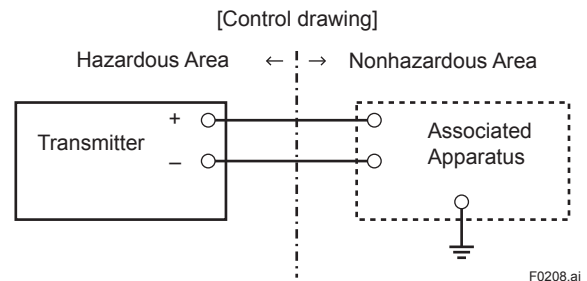 [Control drawing]
Hazardous Area ← → Nonhazardous Area
Transmitter
+
–
Associated
Apparatus
F0208.ai